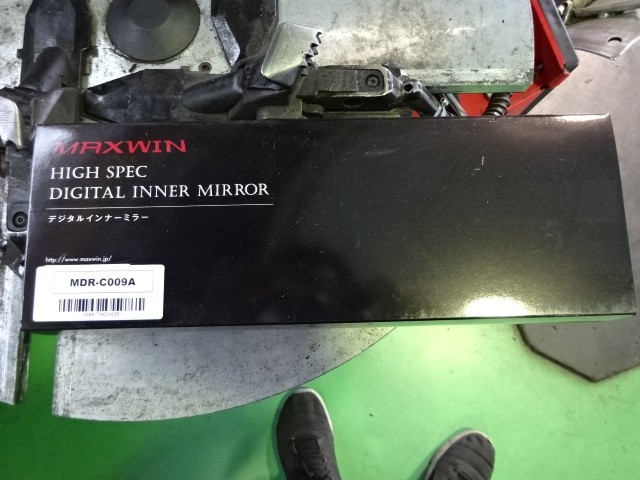 MAXWIN
HIGH SPEC
DIGITAL INNER MIRROR
デジタルインナーミラー
http://www.maxwin.jp/
MDR-C009A